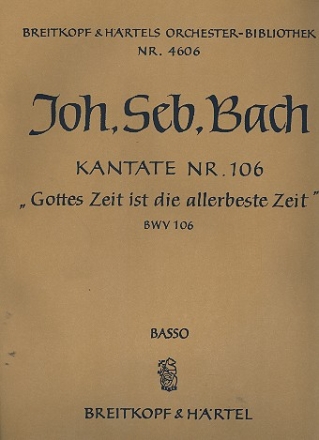 BREITKOPF & HÄRTELS ORCHESTER-BIBLIOTHEK
NR. 4606
Joh. Seb. Bach
KANTATE NR. 106
„Gottes Zeit ist die allerbeste Zeit"
BWV 106
BASSO
BREITKOPF & HÄRTEL